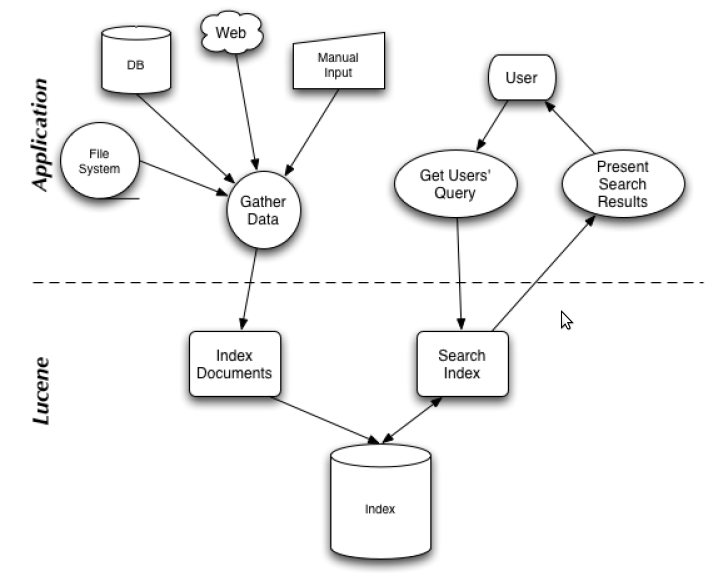 Application
DB
Web
Manual
Input
File
System
Gather
Data
User
Get Users'
Query
Present
Search
Results
Lucene
Index
Documents
Search
Index
Index